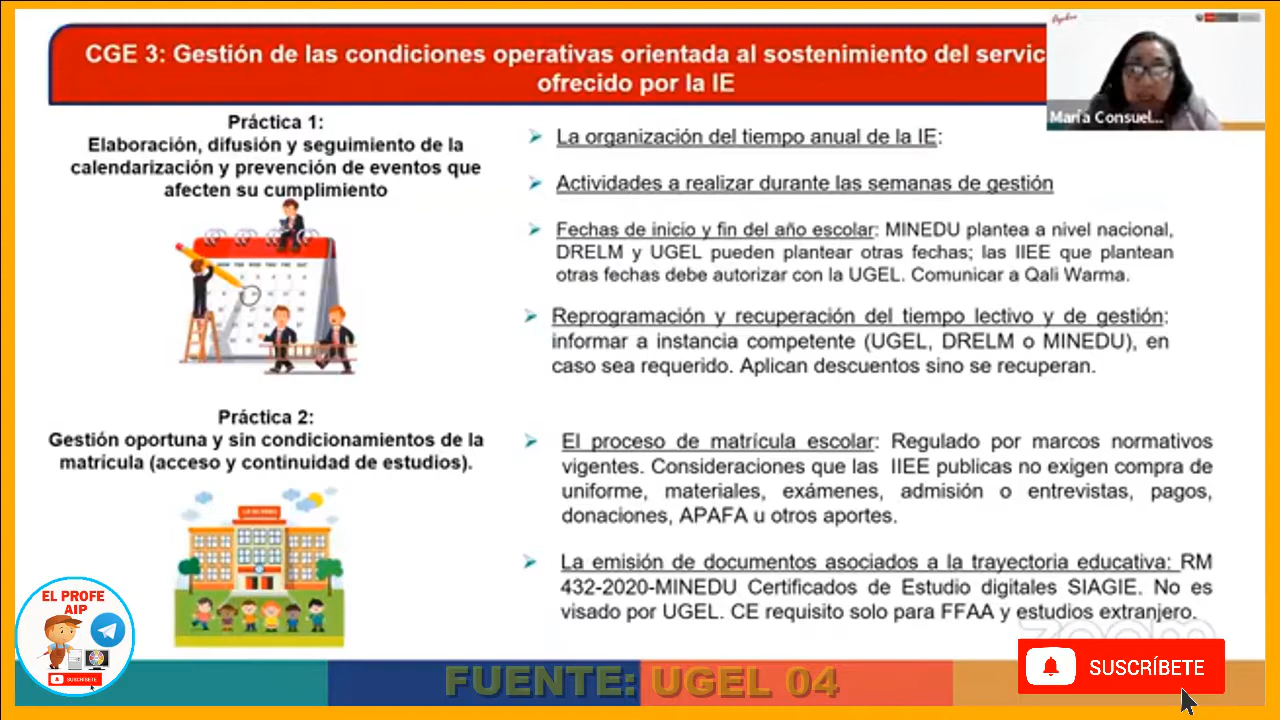 CGE 3: Gestión de las condiciones operativas orientada al sostenimiento del servic
ofrecido por la IE
María Consuel...
Práctica 1:
Elaboración, difusión y seguimiento de la
calendarización y prevención de eventos que
afecten su cumplimiento
La organización del tiempo anual de la IE:
Actividades a realizar durante las semanas de gestión
Fechas de inicio y fin del año escolar: MINEDU plantea a nivel nacional,
DRELM y UGEL pueden plantear otras fechas; las IIEE que plantean
otras fechas debe autorizar con la UGEL. Comunicar a Qali Warma.
Reprogramación y recuperación del tiempo lectivo y de gestión:
informar a instancia competente (UGEL, DRELM o MINEDU), en
caso sea requerido. Aplican descuentos sino se recuperan.
Práctica 2:
Gestión oportuna y sin condicionamientos de la
matrícula (acceso y continuidad de estudios).
El proceso de matrícula escolar: Regulado por marcos normativos
vigentes. Consideraciones que las IIEE publicas no exigen compra de
uniforme, materiales, exámenes, admisión o entrevistas, pagos,
donaciones, APAFA u otros aportes.
La emisión de documentos asociados a la trayectoria educativa: RM
432-2020-MINEDU Certificados de Estudio digitales SIAGIE. No es
visado por UGEL. CE requisito solo para FFAA y estudios extranjero.
zoom
EL PROFE
AIP
SUSCRÍBETE
FUENTE: UGEL 04
SUSCRÍBETE